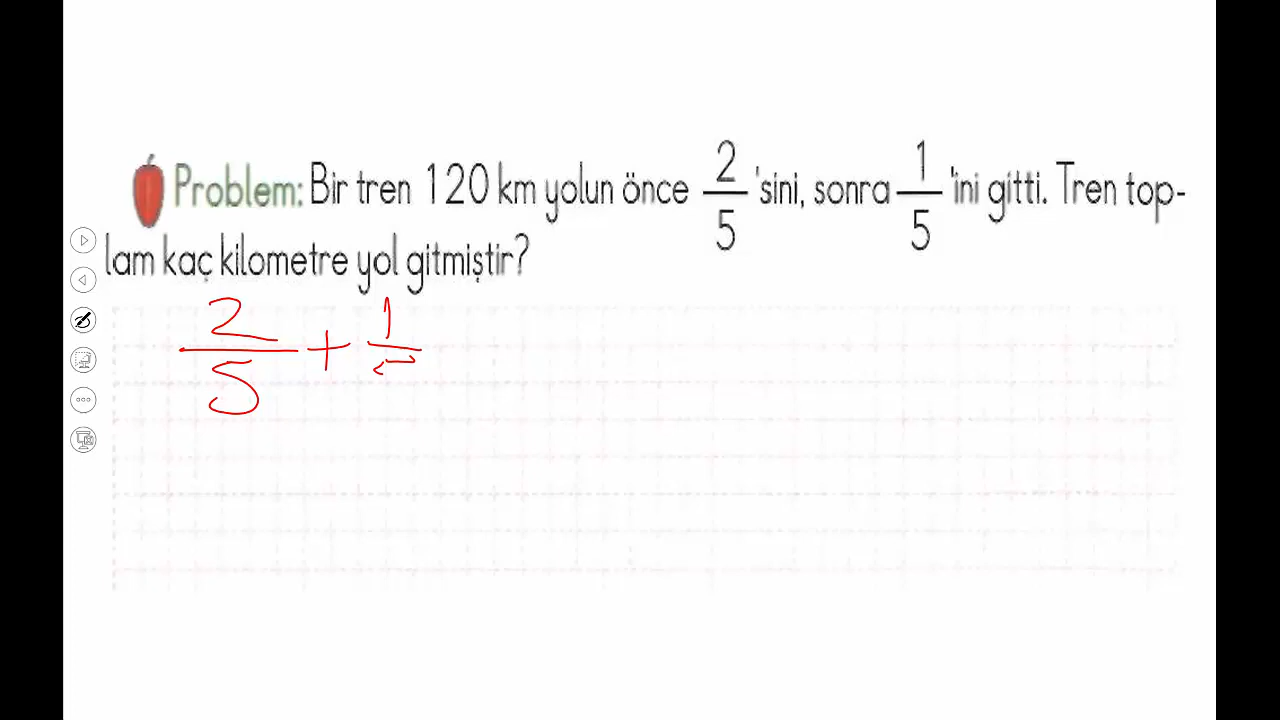 Problem: Bir tren 120 km yolun önce 2/5 'sini, sonra 1/5 'ini gitti. Tren top-
lam kaç kilometre yol gitmiştir?
2/5 + 1/